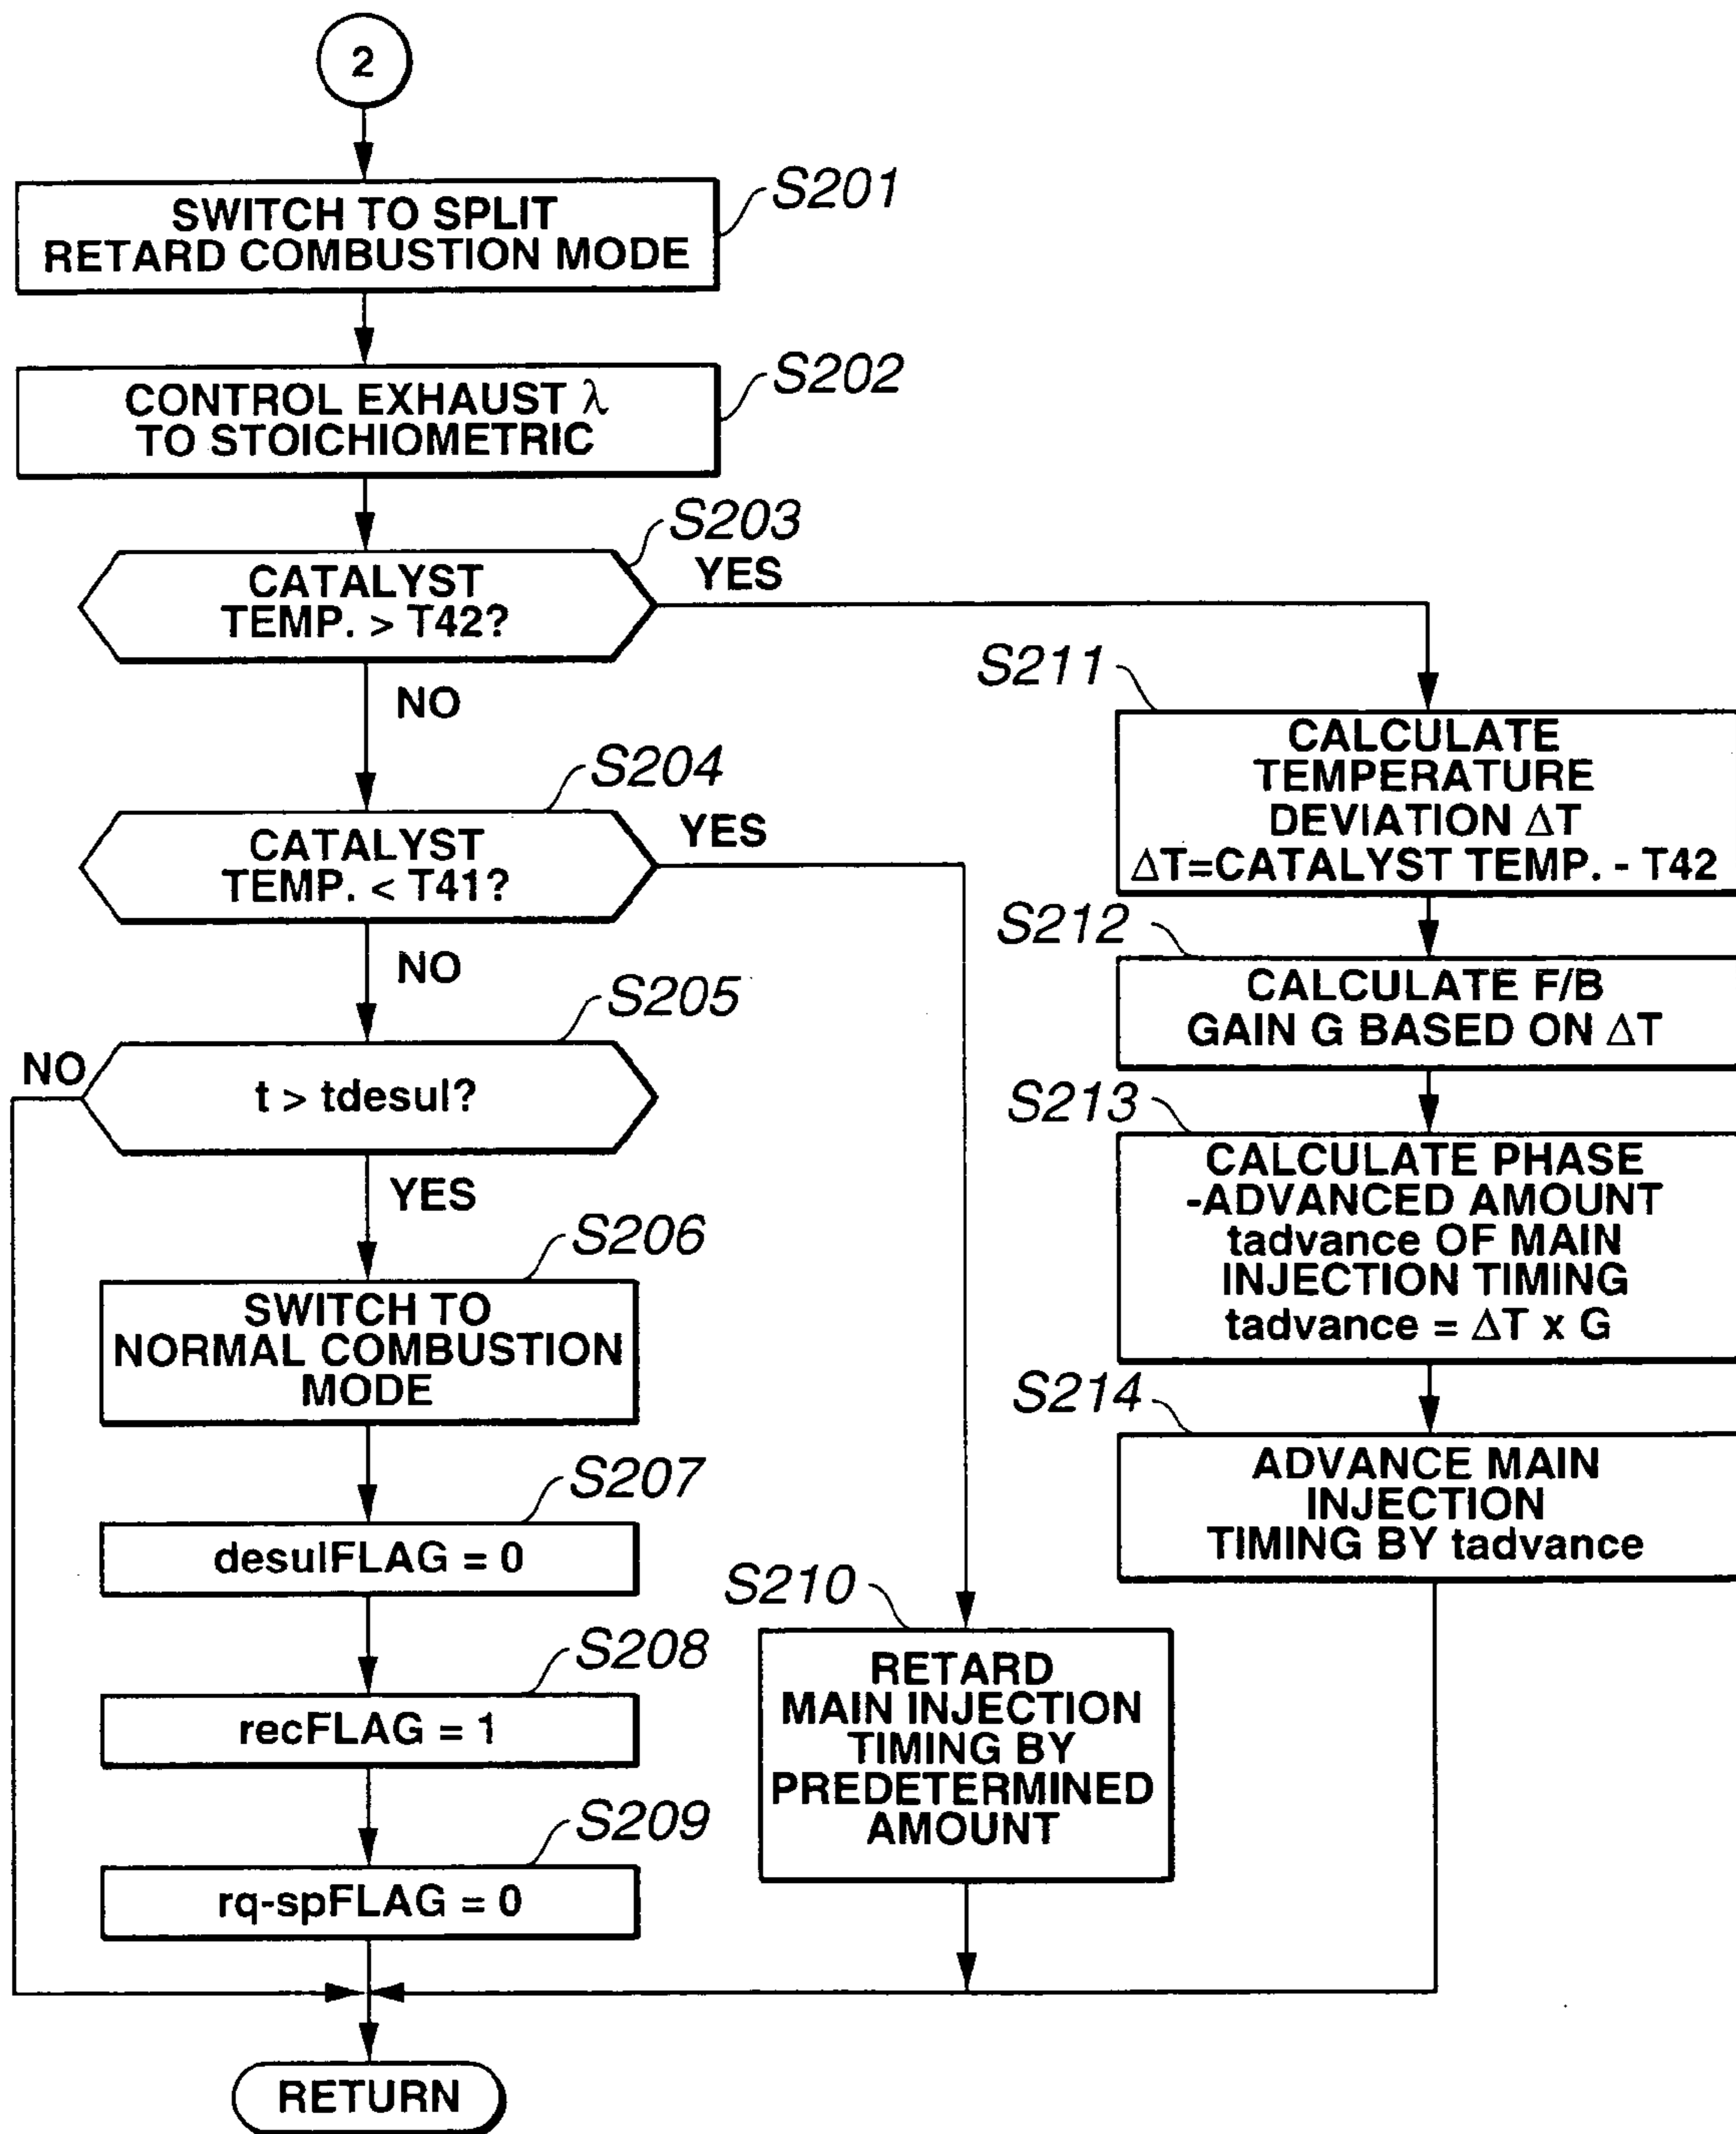 2
S201
SWITCH TO SPLIT
RETARD COMBUSTION MODE
S202
CONTROL EXHAUST λ
TO STOICHIOMETRIC
S203
CATALYST
TEMP. > T42?
YES
NO
S204
CATALYST
TEMP. < T41?
YES
NO
S205
t > tdesul?
NO
YES
S206
SWITCH TO
NORMAL COMBUSTION
MODE
S207
desulFLAG = 0
S208
recFLAG = 1
S209
rq-spFLAG = 0
S210
RETARD
MAIN INJECTION
TIMING BY
PREDETERMINED
AMOUNT
S211
CALCULATE
TEMPERATURE
DEVIATION ΔT
ΔT=CATALYST TEMP. - T42
S212
CALCULATE F/B
GAIN G BASED ON ΔT
S213
CALCULATE PHASE
-ADVANCED AMOUNT
tadvance OF MAIN
INJECTION TIMING
tadvance = ΔT x G
S214
ADVANCE MAIN
INJECTION
TIMING BY tadvance
RETURN